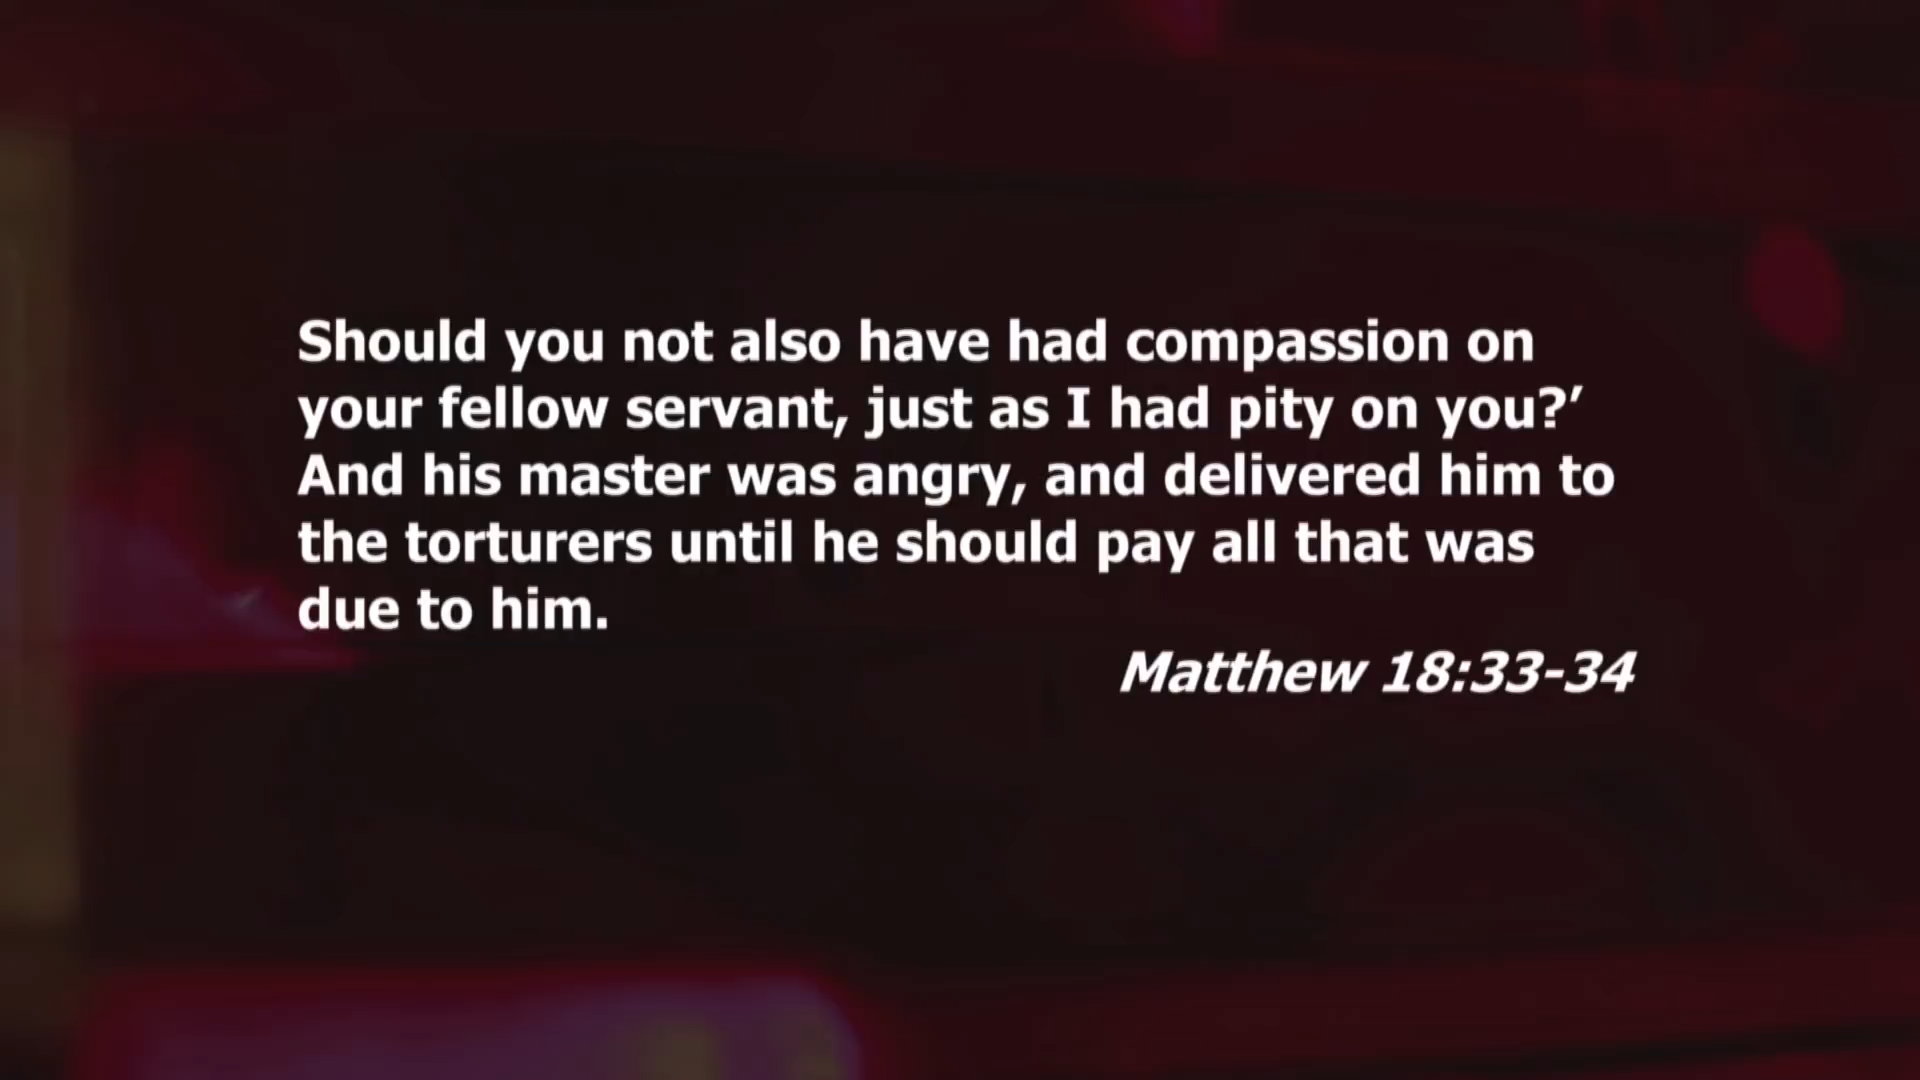 Should you not also have had compassion on
your fellow servant, just as I had pity on you?’
And his master was angry, and delivered him to
the torturers until he should pay all that was
due to him.
Matthew 18:33-34